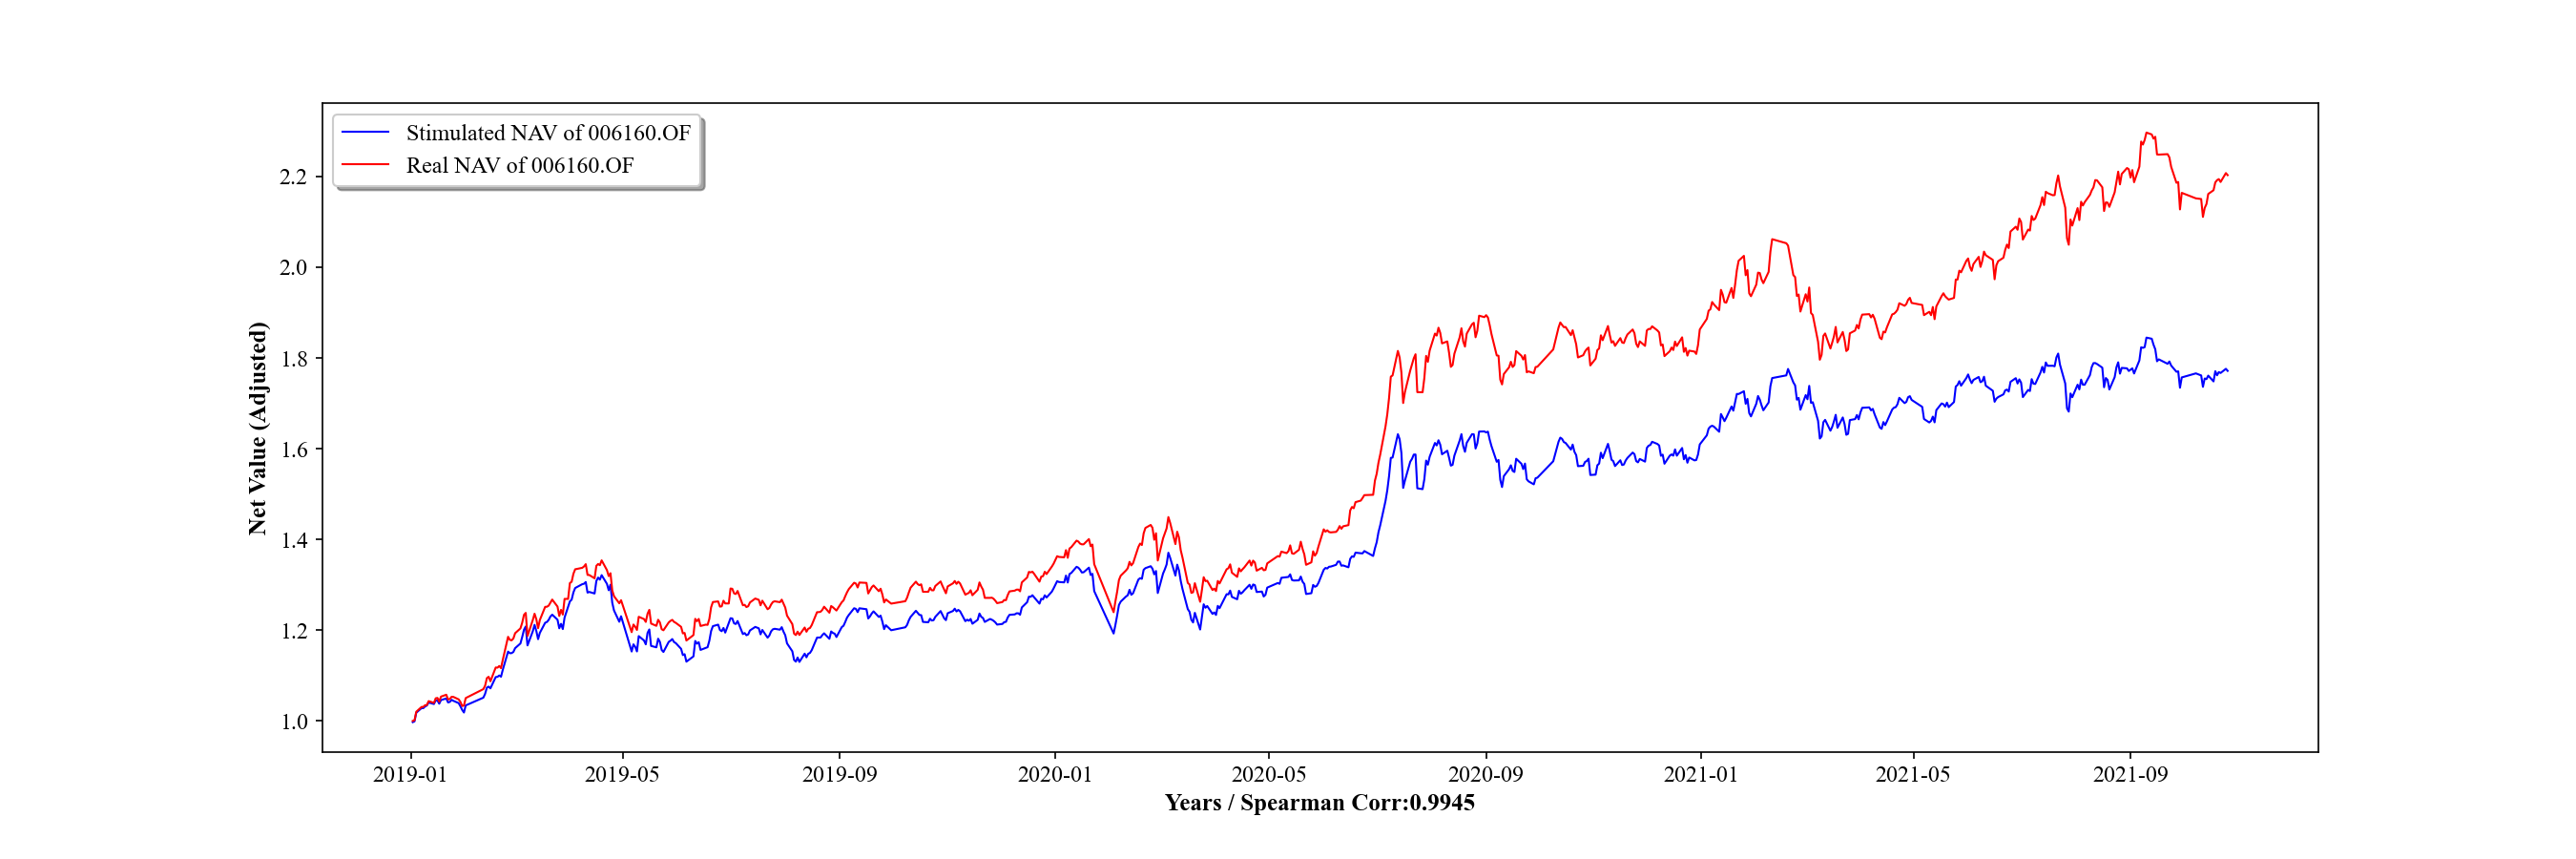 Stimulated NAV of 006160.OF
Real NAV of 006160.OF
Net Value (Adjusted)
2.2
2.0
1.8
1.6
1.4
1.2
1.0
2019-01 2019-05 2019-09 2020-01 2020-05 2020-09 2021-01 2021-05 2021-09
Years / Spearman Corr:0.9945